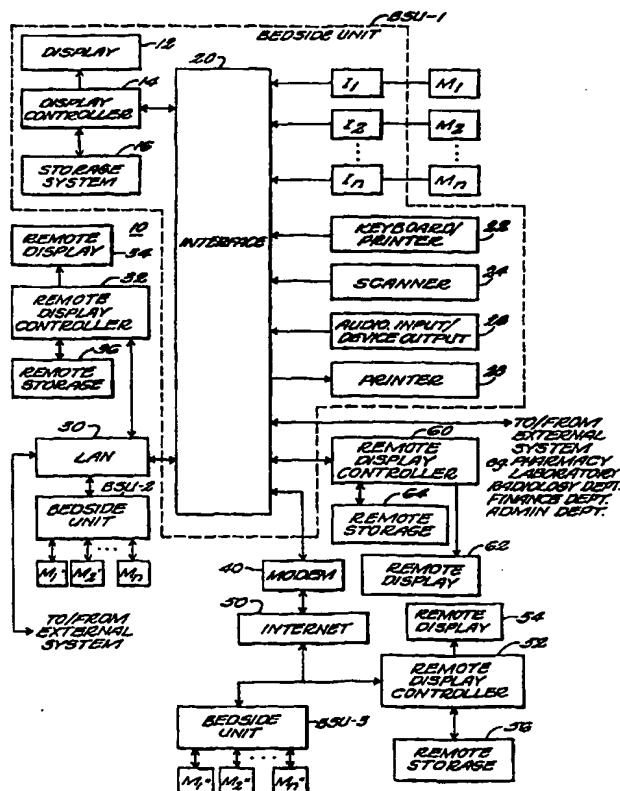 BSU-1
BEDSIDE UNIT
12
DISPLAY
14
DISPLAY
CONTROLLER
16
STORAGE
SYSTEM
20
INTERFACE
I1
M1
I2
M2
In
Mn
KEYBOARD/
PRINTER
22
SCANNER
24
AUDIO INPUT/
DEVICE OUTPUT
26
PRINTER
28
10
REMOTE
DISPLAY
34
32
REMOTE
DISPLAY
CONTROLLER
REMOTE
STORAGE
36
30
LAN
BSU-2
BEDSIDE
UNIT
M1'
M2'
Mn'
TO/FROM
EXTERNAL
SYSTEM
TO/FROM
EXTERNAL
SYSTEM
eg. PHARMACY
LABORATORY
RADIOLOGY DEPT.
FINANCE DEPT.
ADMIN DEPT.
60
REMOTE
DISPLAY
CONTROLLER
64
REMOTE
STORAGE
62
REMOTE
DISPLAY
40
MODEM
50
INTERNET
54
REMOTE
DISPLAY
52
REMOTE
DISPLAY
CONTROLLER
56
REMOTE
STORAGE
BEDSIDE
UNIT
BSU-3
M1"
M2"
Mn"